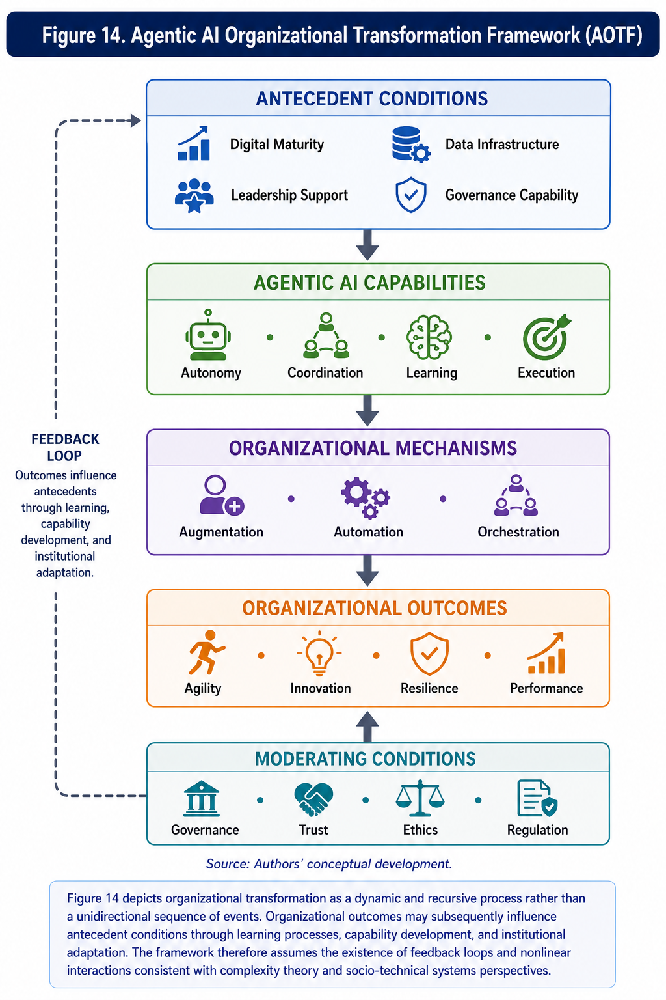 Figure 14. Agentic AI Organizational Transformation Framework (AOTF)
ANTECEDENT CONDITIONS
Digital Maturity
Data Infrastructure
Leadership Support
Governance Capability
AGENTIC AI CAPABILITIES
Autonomy • Coordination • Learning • Execution
FEEDBACK
LOOP
Outcomes influence
antecedents
through learning,
capability
development, and
institutional
adaptation.
ORGANIZATIONAL MECHANISMS
Augmentation • Automation • Orchestration
ORGANIZATIONAL OUTCOMES
Agility • Innovation • Resilience • Performance
MODERATING CONDITIONS
Governance • Trust • Ethics • Regulation
Source: Authors’ conceptual development.
Figure 14 depicts organizational transformation as a dynamic and recursive process rather than
a unidirectional sequence of events. Organizational outcomes may subsequently influence
antecedent conditions through learning processes, capability development, and institutional
adaptation. The framework therefore assumes the existence of feedback loops and nonlinear
interactions consistent with complexity theory and socio-technical systems perspectives.